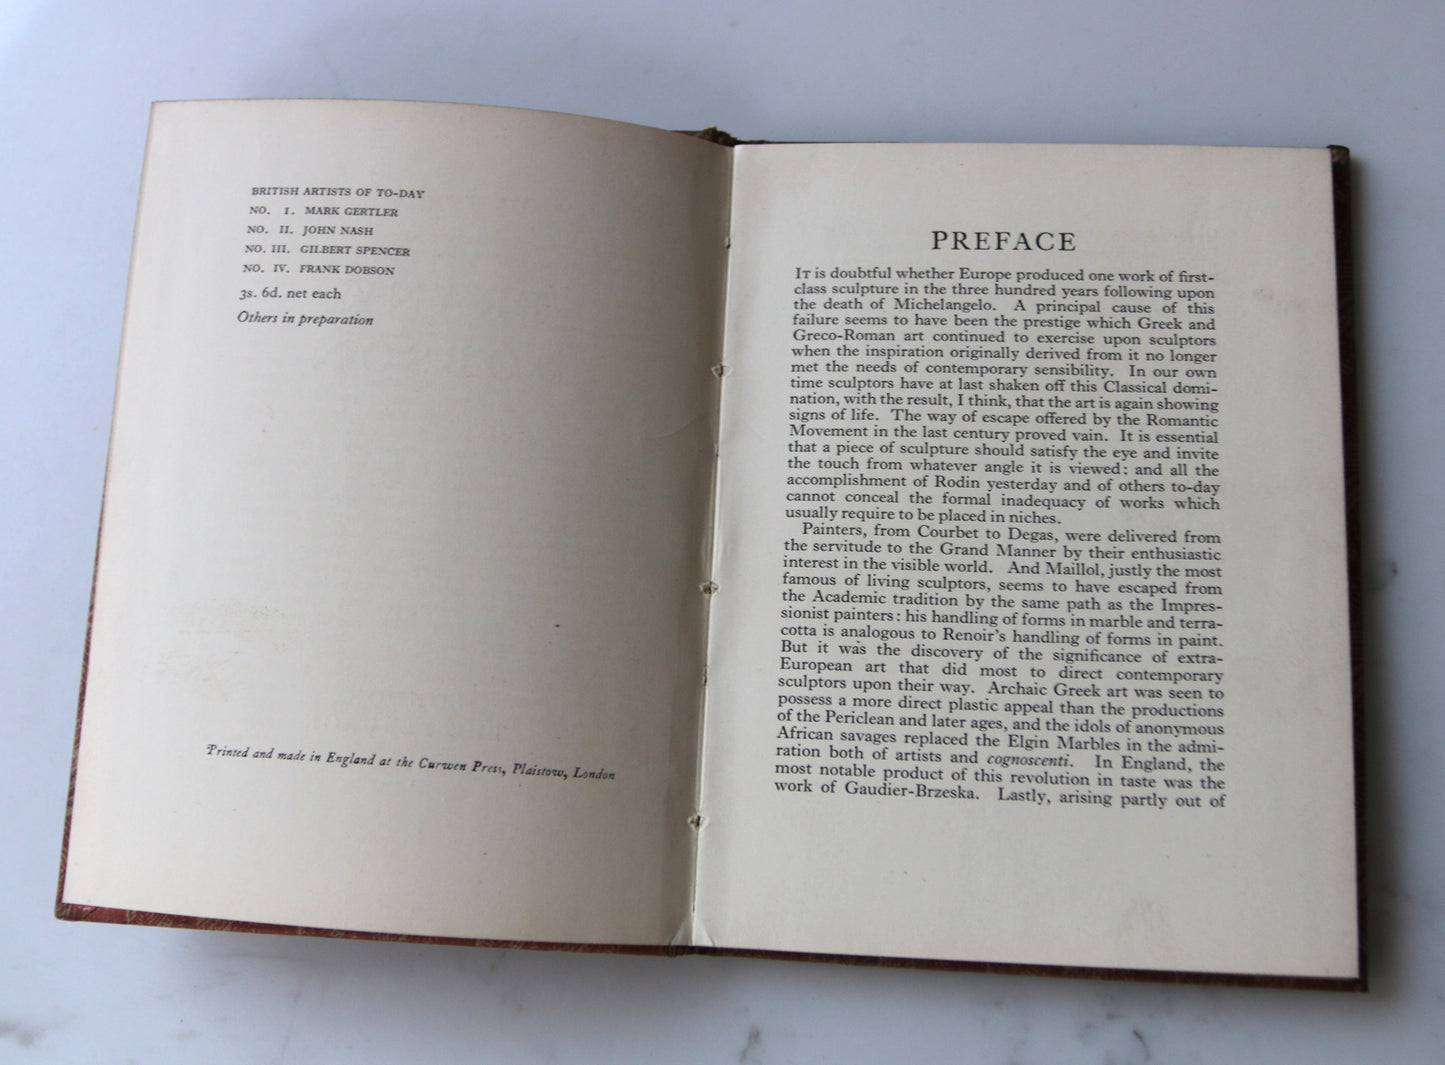 BRITISH ARTISTS OF TO-DAY
NO. I. MARK GERTLER
NO. II. JOHN NASH
NO. III. GILBERT SPENCER
NO. IV. FRANK DOBSON
3s. 6d. net each
Others in preparation
Printed and made in England at the Curwen Press, Plaistow, London
PREFACE
IT is doubtful whether Europe produced one work of first-
class sculpture in the three hundred years following upon
the death of Michelangelo. A principal cause of this
failure seems to have been the prestige which Greek and
Greco-Roman art continued to exercise upon sculptors
when the inspiration originally derived from it no longer
met the needs of contemporary sensibility. In our own
time sculptors have at last shaken off this Classical domi-
nation, with the result, I think, that the art is again showing
signs of life. The way of escape offered by the Romantic
Movement in the last century proved vain. It is essential
that a piece of sculpture should satisfy the eye and invite
the touch from whatever angle it is viewed: and all the
accomplishment of Rodin yesterday and of others to-day
cannot conceal the formal inadequacy of works which
usually require to be placed in niches.
Painters, from Courbet to Degas, were delivered from
the servitude to the Grand Manner by their enthusiastic
interest in the visible world. And Maillol, justly the most
famous of living sculptors, seems to have escaped from
the Academic tradition by the same path as the Impres-
sionist painters: his handling of forms in marble and terra-
cotta is analogous to Renoir's handling of forms in paint.
But it was the discovery of the significance of extra-
European art that did most to direct contemporary
sculptors upon their way. Archaic Greek art was seen to
possess a more direct plastic appeal than the productions
of the Periclean and later ages, and the idols of anonymous
African savages replaced the Elgin Marbles in the admi-
ration both of artists and cognoscenti. In England, the
most notable product of this revolution in taste was the
work of Gaudier-Brzeska. Lastly, arising partly out of